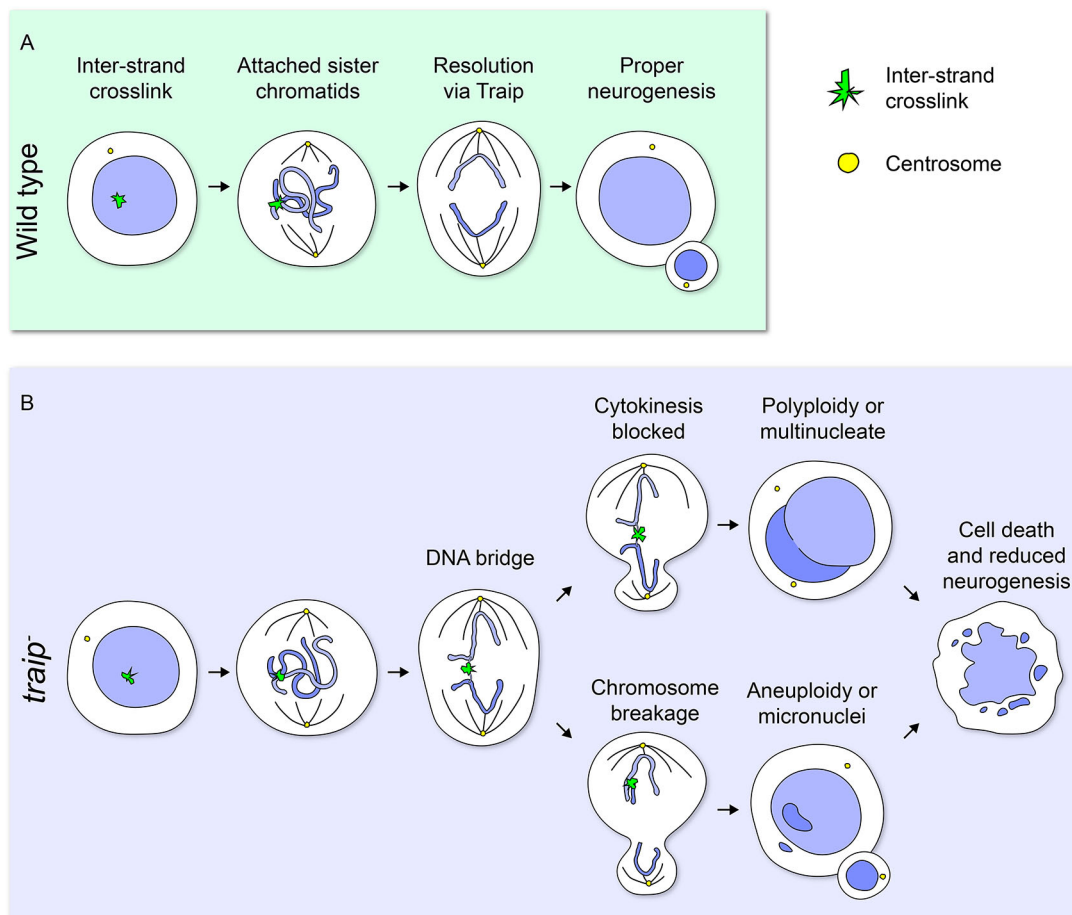 A
Inter-strand
crosslink
Attached sister
chromatids
Resolution
via Traip
Proper
neurogenesis
Wild type
Inter-strand
crosslink
Centrosome
B
Cytokinesis
blocked
Polyploidy or
multinucleate
DNA bridge
Cell death
and reduced
neurogenesis
traip-
Chromosome
breakage
Aneuploidy or
micronuclei